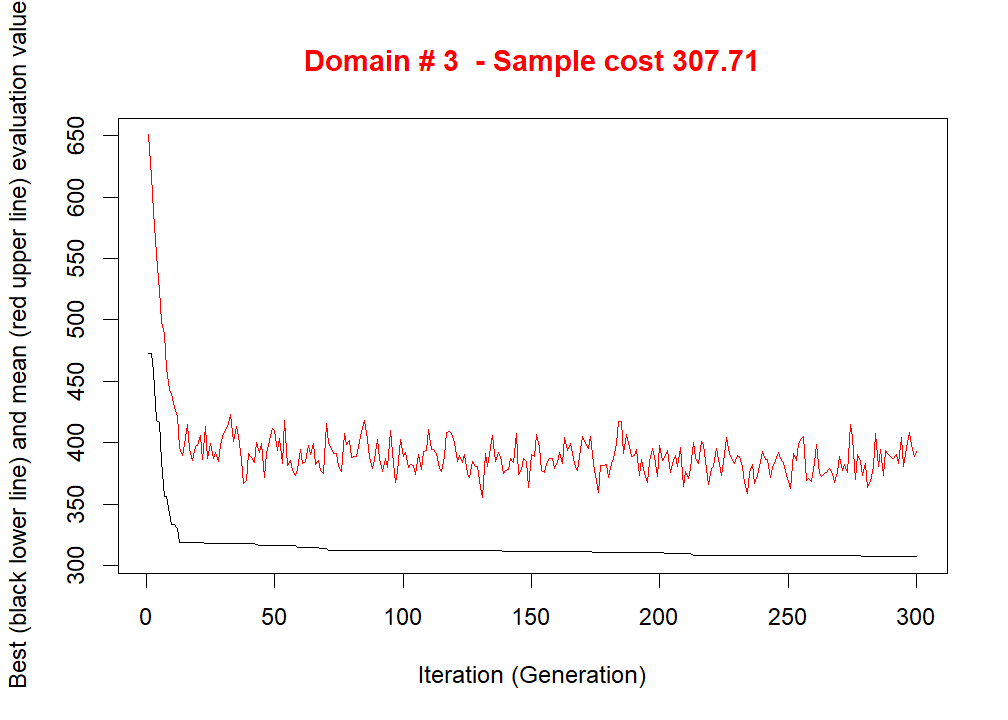 Domain # 3  - Sample cost 307.71
Best (black lower line) and mean (red upper line) evaluation value
650
600
550
500
450
400
350
300
0 50 100 150 200 250 300
Iteration (Generation)